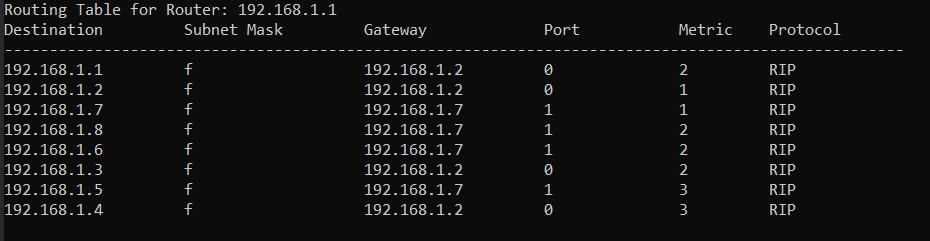 Routing Table for Router: 192.168.1.1
Destination Subnet Mask Gateway Port Metric Protocol
----------------------------------------------------------------------------------------------------
192.168.1.1 f 192.168.1.2 0 2 RIP
192.168.1.2 f 192.168.1.2 0 1 RIP
192.168.1.7 f 192.168.1.7 1 1 RIP
192.168.1.8 f 192.168.1.7 1 2 RIP
192.168.1.6 f 192.168.1.7 1 2 RIP
192.168.1.3 f 192.168.1.2 0 2 RIP
192.168.1.5 f 192.168.1.7 1 3 RIP
192.168.1.4 f 192.168.1.2 0 3 RIP